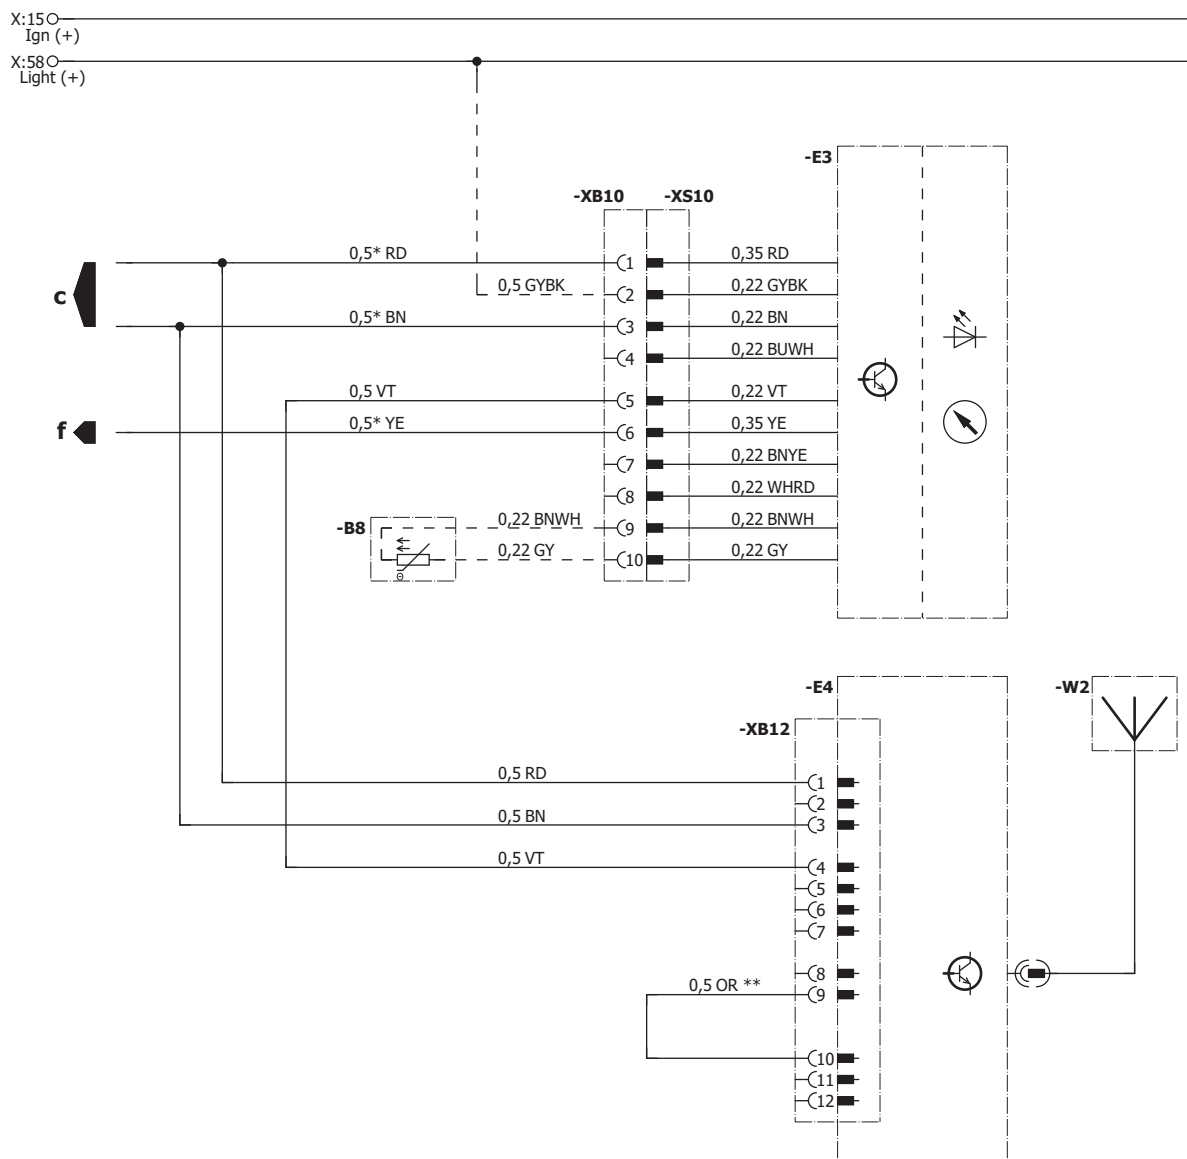 X:15
Ign (+)
X:58
Light (+)
-E3
-XB10
-XS10
0,5* RD
1
0,35 RD
c
0,5 GYBK
2
0,22 GYBK
0,5* BN
3
0,22 BN
4
0,22 BUWH
0,5 VT
5
0,22 VT
f
0,5* YE
6
0,35 YE
7
0,22 BNYE
8
0,22 WHRD
-B8
0,22 BNWH
9
0,22 BNWH
0,22 GY
10
0,22 GY
-E4
-W2
-XB12
0,5 RD
1
2
0,5 BN
3
0,5 VT
4
5
6
7
8
0,5 OR **
9
10
11
12